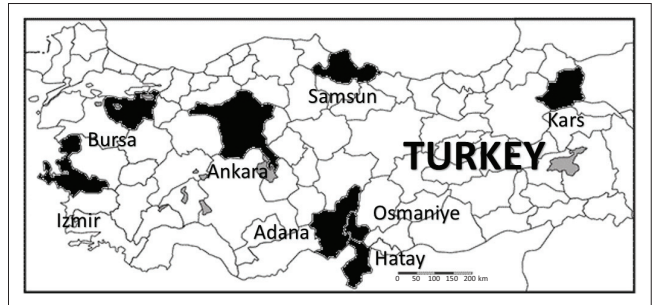 Samsun
Kars
Bursa
TURKEY
Ankara
Izmir
Osmaniye
Adana
Hatay
0 50 100 150 200 km